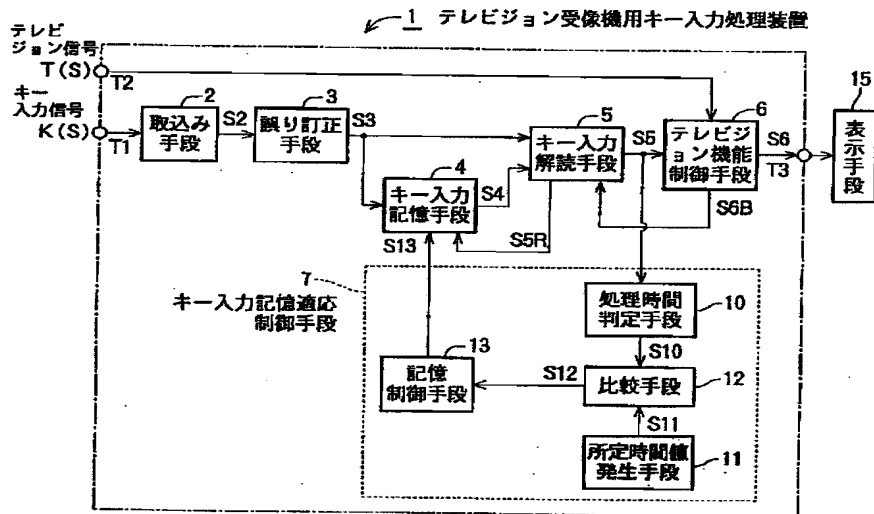 1 テレビジョン受像機用キー入力処理装置
テレビ
ジョン信号
T(S)
T2
キー
入力信号
K(S)
T1
2
取込み
手段
S2
3
誤り訂正
手段
S3
4
キー入力
記憶手段
S4
5
キー入力
解読手段
S5
6
テレビジ
ョン機能
制御手段
S6
T3
15
表示手段
S13
S5R
S6B
7
キー入力記憶適応
制御手段
処理時間
判定手段
10
S10
13
記憶
制御手段
S12
比較手段
12
S11
所定時間値
発生手段
11